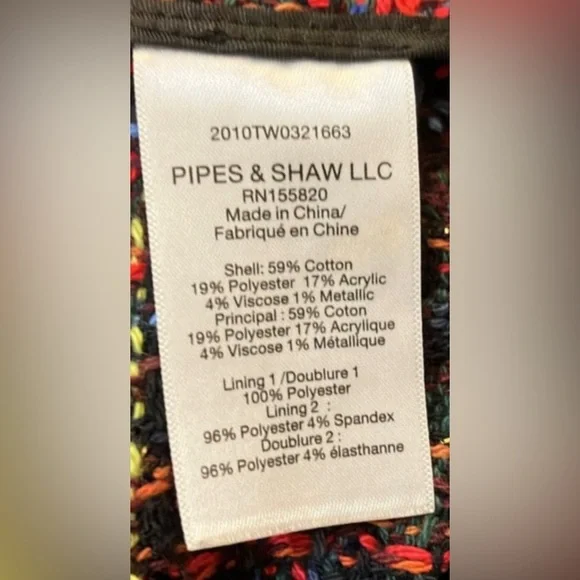 2010TW0321663
PIPES & SHAW LLC
RN155820
Made in China/
Fabriqué en Chine
Shell: 59% Cotton
19% Polyester 17% Acrylic
4% Viscose 1% Metallic
Principal : 59% Coton
19% Polyester 17% Acrylique
4% Viscose 1% Métallique
Lining 1 /Doublure 1
100% Polyester
Lining 2 :
96% Polyester 4% Spandex
Doublure 2 :
96% Polyester 4% élasthanne